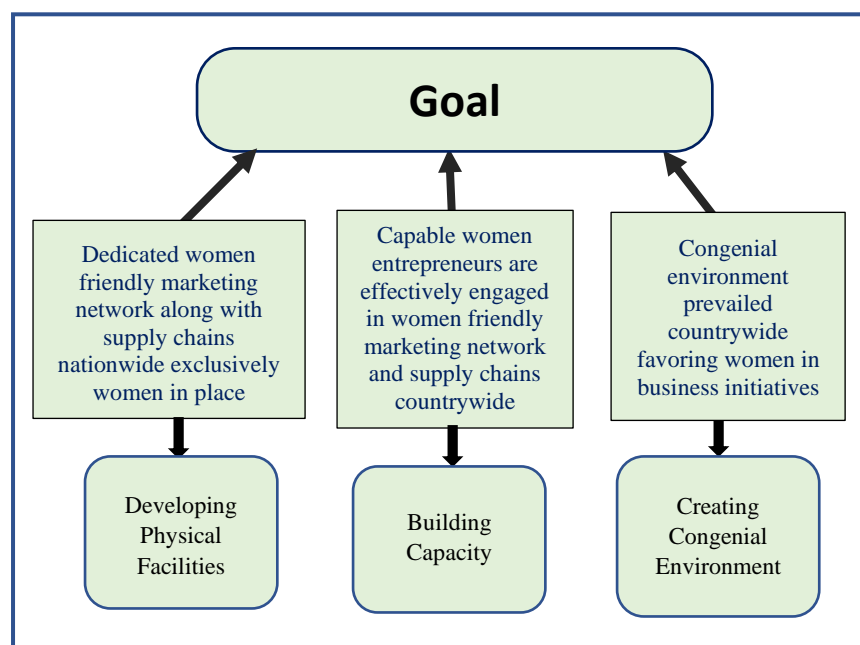 Goal
Dedicated women
friendly marketing
network along with
supply chains
nationwide exclusively
women in place
Capable women
entrepreneurs are
effectively engaged
in women friendly
marketing network
and supply chains
countrywide
Congenial
environment
prevailed
countrywide
favoring women in
business initiatives
Developing
Physical
Facilities
Building
Capacity
Creating
Congenial
Environment